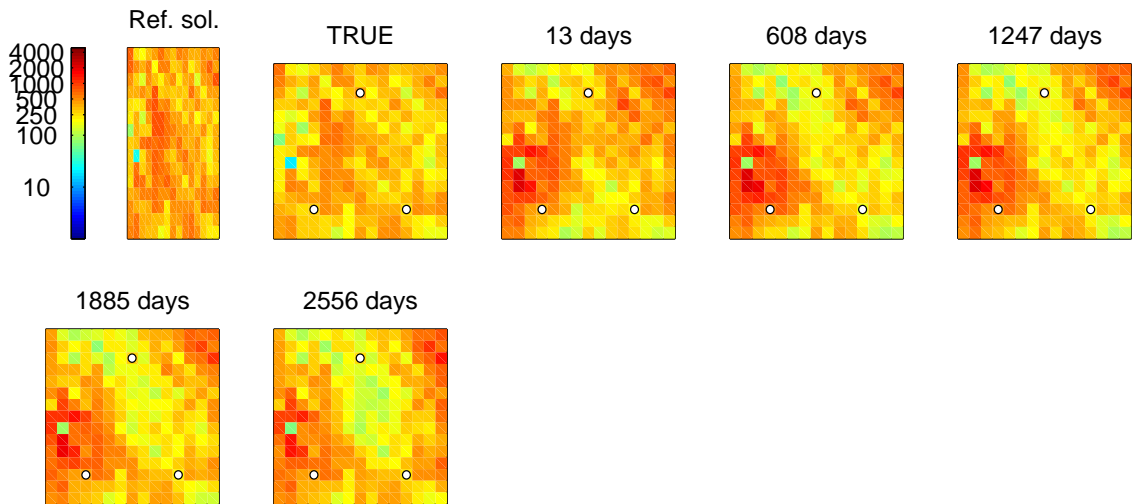 Ref. sol.
TRUE
13 days
608 days
1247 days
4000
2000
1000
500
250
100
10
1885 days
2556 days